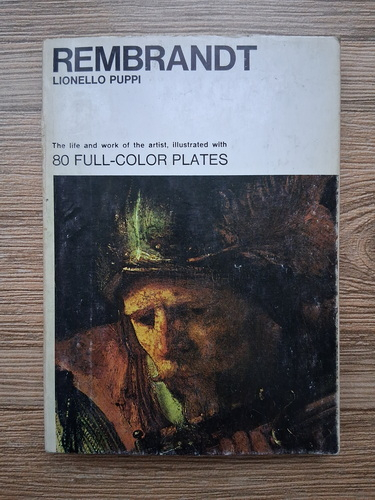 REMBRANDT
LIONELLO PUPPI
The life and work of the artist, illustrated with
80 FULL-COLOR PLATES